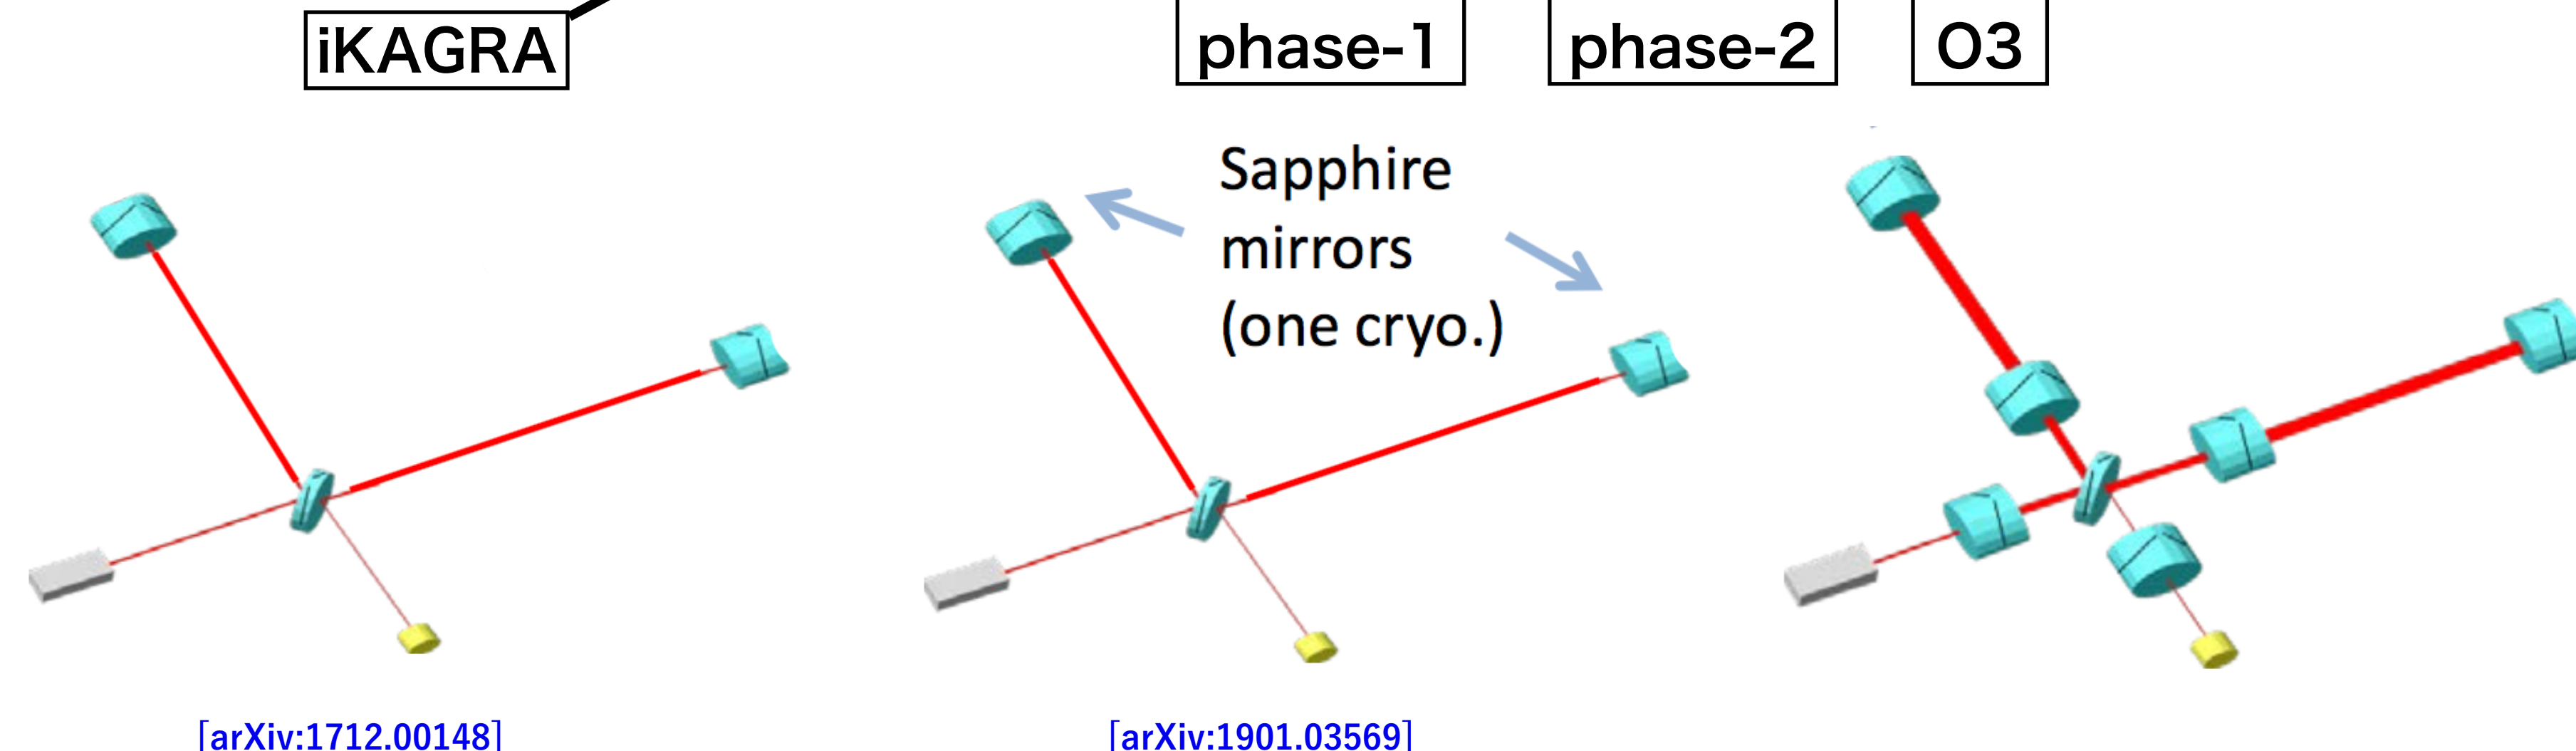 iKAGRA
phase-1
phase-2
O3
Sapphire
mirrors
(one cryo.)
[arXiv:1712.00148]
[arXiv:1901.03569]